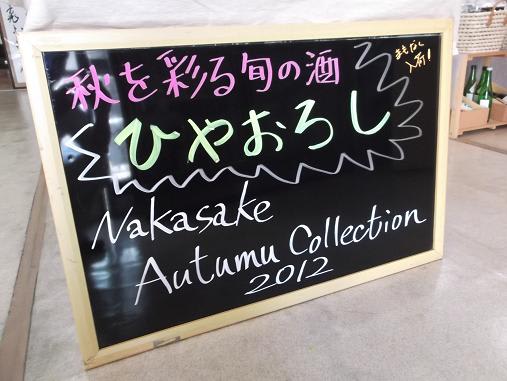 秋を彩る旬の酒
まもなく
入荷!
ひやおろし
Nakasake
Autumu Collection
2012